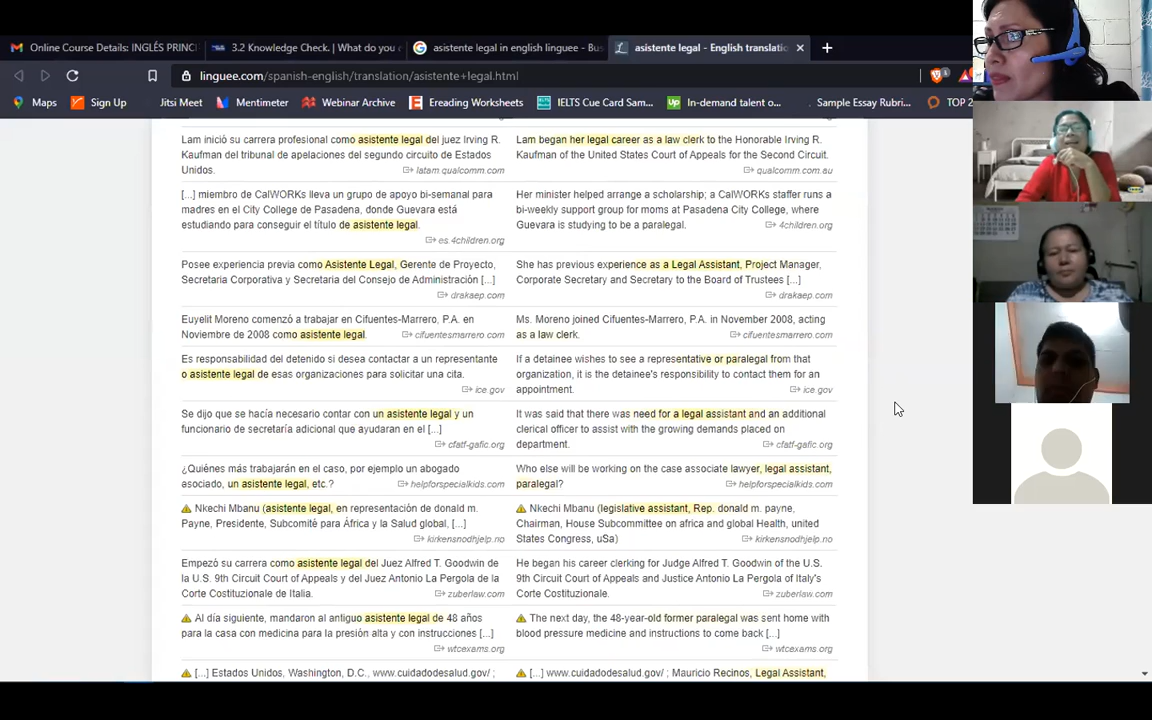 Online Course Details: INGLÉS PRINCI
3.2 Knowledge Check. | What do you
asistente legal in english linguee - Bus
asistente legal - English translatio
linguee.com/spanish-english/translation/asistente+legal.html
Maps
Sign Up
Jitsi Meet
Mentimeter
Webinar Archive
Ereading Worksheets
IELTS Cue Card Sam...
In-demand talent o...
Sample Essay Rubri...
TOP 2
Lam inició su carrera profesional como asistente legal del juez Irving R.
Kaufman del tribunal de apelaciones del segundo circuito de Estados
Unidos.
latam.qualcomm.com
Lam began her legal career as a law clerk to the Honorable Irving R.
Kaufman of the United States Court of Appeals for the Second Circuit.
qualcomm.com.au
[...] miembro de CalWORKs lleva un grupo de apoyo bi-semanal para
madres en el City College de Pasadena, donde Guevara está
estudiando para conseguir el título de asistente legal.
es.4children.org
Her minister helped arrange a scholarship; a CalWORKs staffer runs a
bi-weekly support group for moms at Pasadena City College, where
Guevara is studying to be a paralegal.
4children.org
Posee experiencia previa como Asistente Legal, Gerente de Proyecto,
Secretaria Corporativa y Secretaria del Consejo de Administración [...]
drakaep.com
She has previous experience as a Legal Assistant, Project Manager,
Corporate Secretary and Secretary to the Board of Trustees [...]
drakaep.com
Euyelit Moreno comenzó a trabajar en Cifuentes-Marrero, P.A. en
Noviembre de 2008 como asistente legal.
cifuentesmarrero.com
Ms. Moreno joined Cifuentes-Marrero, P.A. in November 2008, acting
as a law clerk.
cifuentesmarrero.com
Es responsabilidad del detenido si desea contactar a un representante
o asistente legal de esas organizaciones para solicitar una cita.
ice.gov
If a detainee wishes to see a representative or paralegal from that
organization, it is the detainee's responsibility to contact them for an
appointment.
ice.gov
Se dijo que se hacía necesario contar con un asistente legal y un
funcionario de secretaría adicional que ayudaran en el [...]
cfatf-gafic.org
It was said that there was need for a legal assistant and an additional
clerical officer to assist with the growing demands placed on
department.
cfatf-gafic.org
¿Quiénes más trabajarán en el caso, por ejemplo un abogado
asociado, un asistente legal, etc.?
helpforspecialkids.com
Who else will be working on the case associate lawyer, legal assistant,
paralegal?
helpforspecialkids.com
Nkechi Mbanu (asistente legal, en representación de donald m.
Payne, Presidente, Subcomité para África y la Salud global, [...]
kirkensnodhjelp.no
Nkechi Mbanu (legislative assistant, Rep. donald m. payne,
Chairman, House Subcommittee on africa and global Health, united
States Congress, uSa)
kirkensnodhjelp.no
Empezó su carrera como asistente legal del Juez Alfred T. Goodwin de
la U.S. 9th Circuit Court of Appeals y del Juez Antonio La Pergola de la
Corte Costituzionale de Italia.
zuberlaw.com
He began his career clerking for Judge Alfred T. Goodwin of the U.S.
9th Circuit Court of Appeals and Justice Antonio La Pergola of Italy's
Corte Costituzionale.
zuberlaw.com
Al día siguiente, mandaron al antiguo asistente legal de 48 años
para la casa con medicina para la presión alta y con instrucciones [...]
wtcexams.org
The next day, the 48-year-old former paralegal was sent home with
blood pressure medicine and instructions to come back [...]
wtcexams.org
[...] Estados Unidos, Washington, D.C., www.cuidadodesalud.gov/ ;
[...] www.cuidadodesalud.gov/ ; Mauricio Recinos, Legal Assistant,